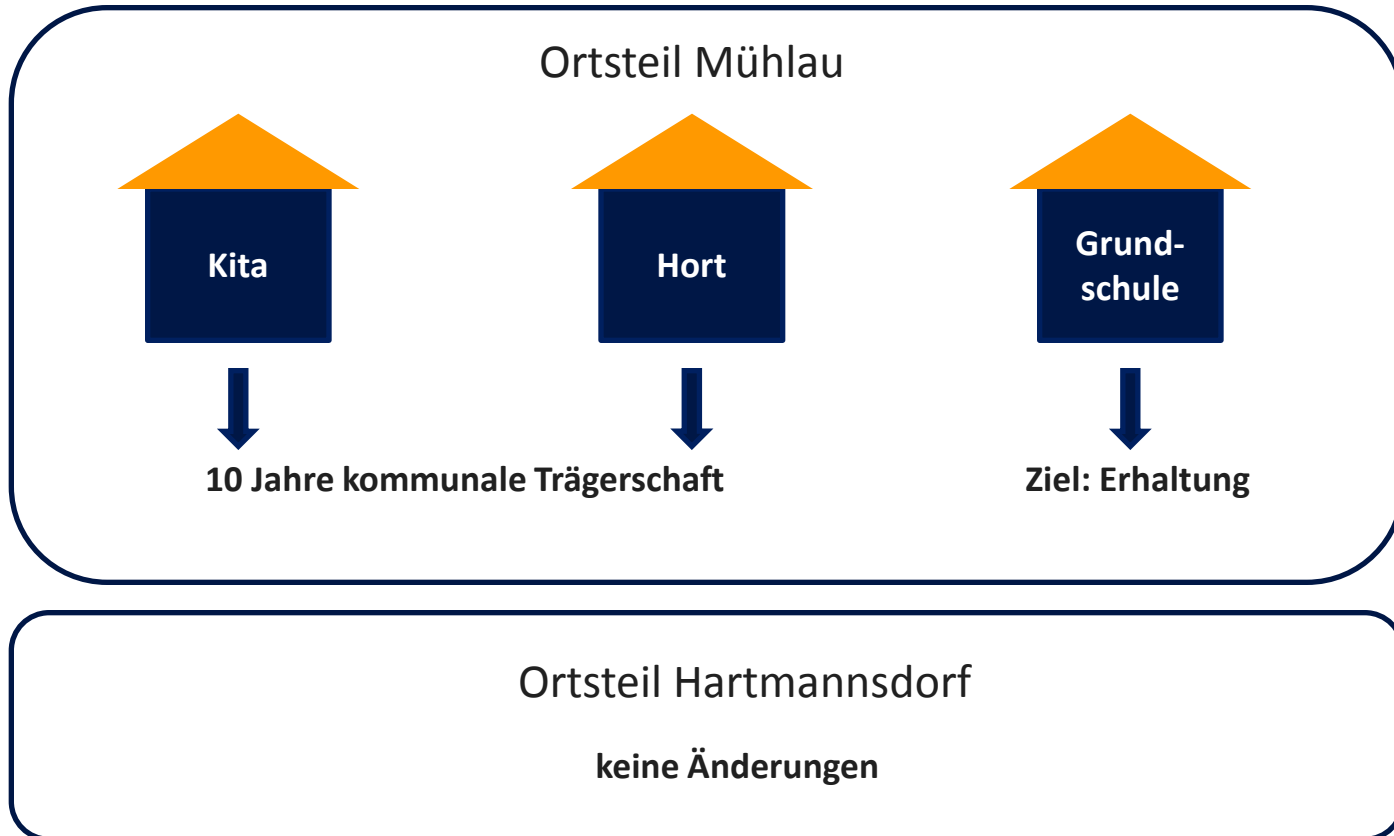 Ortsteil Mühlau
Kita
Hort
Grund-
schule
10 Jahre kommunale Trägerschaft
Ziel: Erhaltung
Ortsteil Hartmannsdorf
keine Änderungen